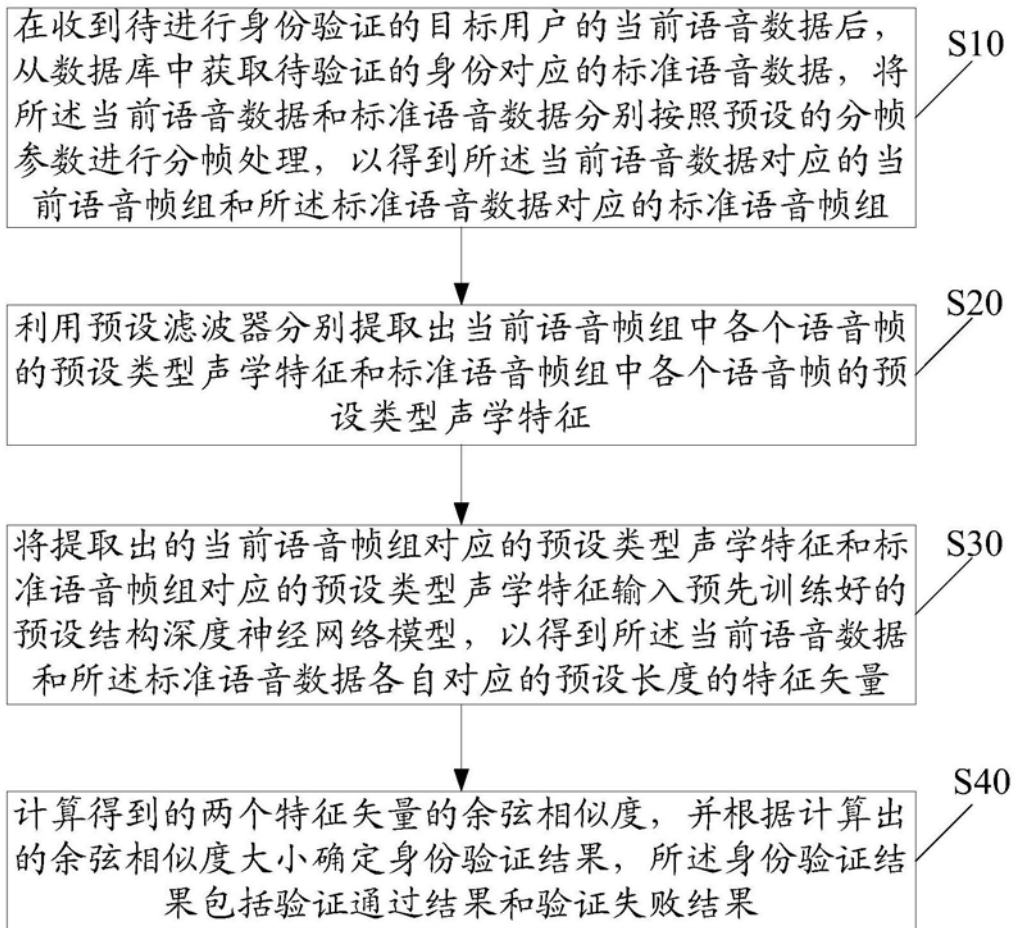 在收到待进行身份验证的目标用户的当前语音数据后，
从数据库中获取待验证的身份对应的标准语音数据，将
所述当前语音数据和标准语音数据分别按照预设的分帧
参数进行分帧处理，以得到所述当前语音数据对应的当
前语音帧组和所述标准语音数据对应的标准语音帧组
S10
利用预设滤波器分别提取出当前语音帧组中各个语音帧
的预设类型声学特征和标准语音帧组中各个语音帧的预
设类型声学特征
S20
将提取出的当前语音帧组对应的预设类型声学特征和标
准语音帧组对应的预设类型声学特征输入预先训练好的
预设结构深度神经网络模型，以得到所述当前语音数据
和所述标准语音数据各自对应的预设长度的特征矢量
S30
计算得到的两个特征矢量的余弦相似度，并根据计算出
的余弦相似度大小确定身份验证结果，所述身份验证结
果包括验证通过结果和验证失败结果
S40